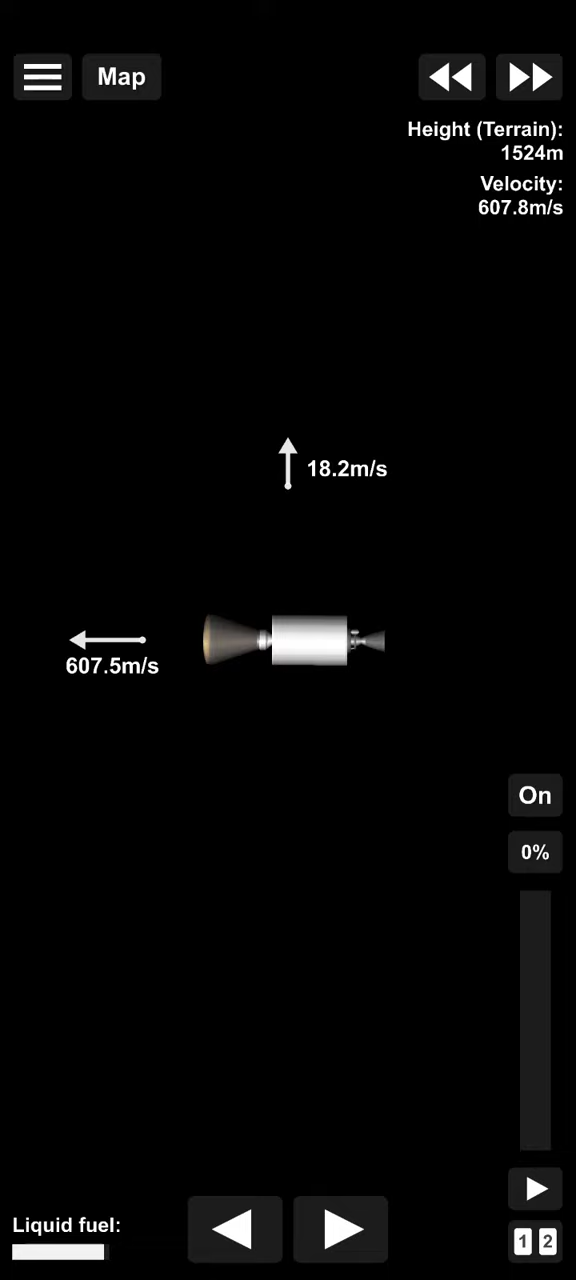 Map
Height (Terrain):
1524m
Velocity:
607.8m/s
18.2m/s
607.5m/s
On
0%
Liquid fuel:
1 2